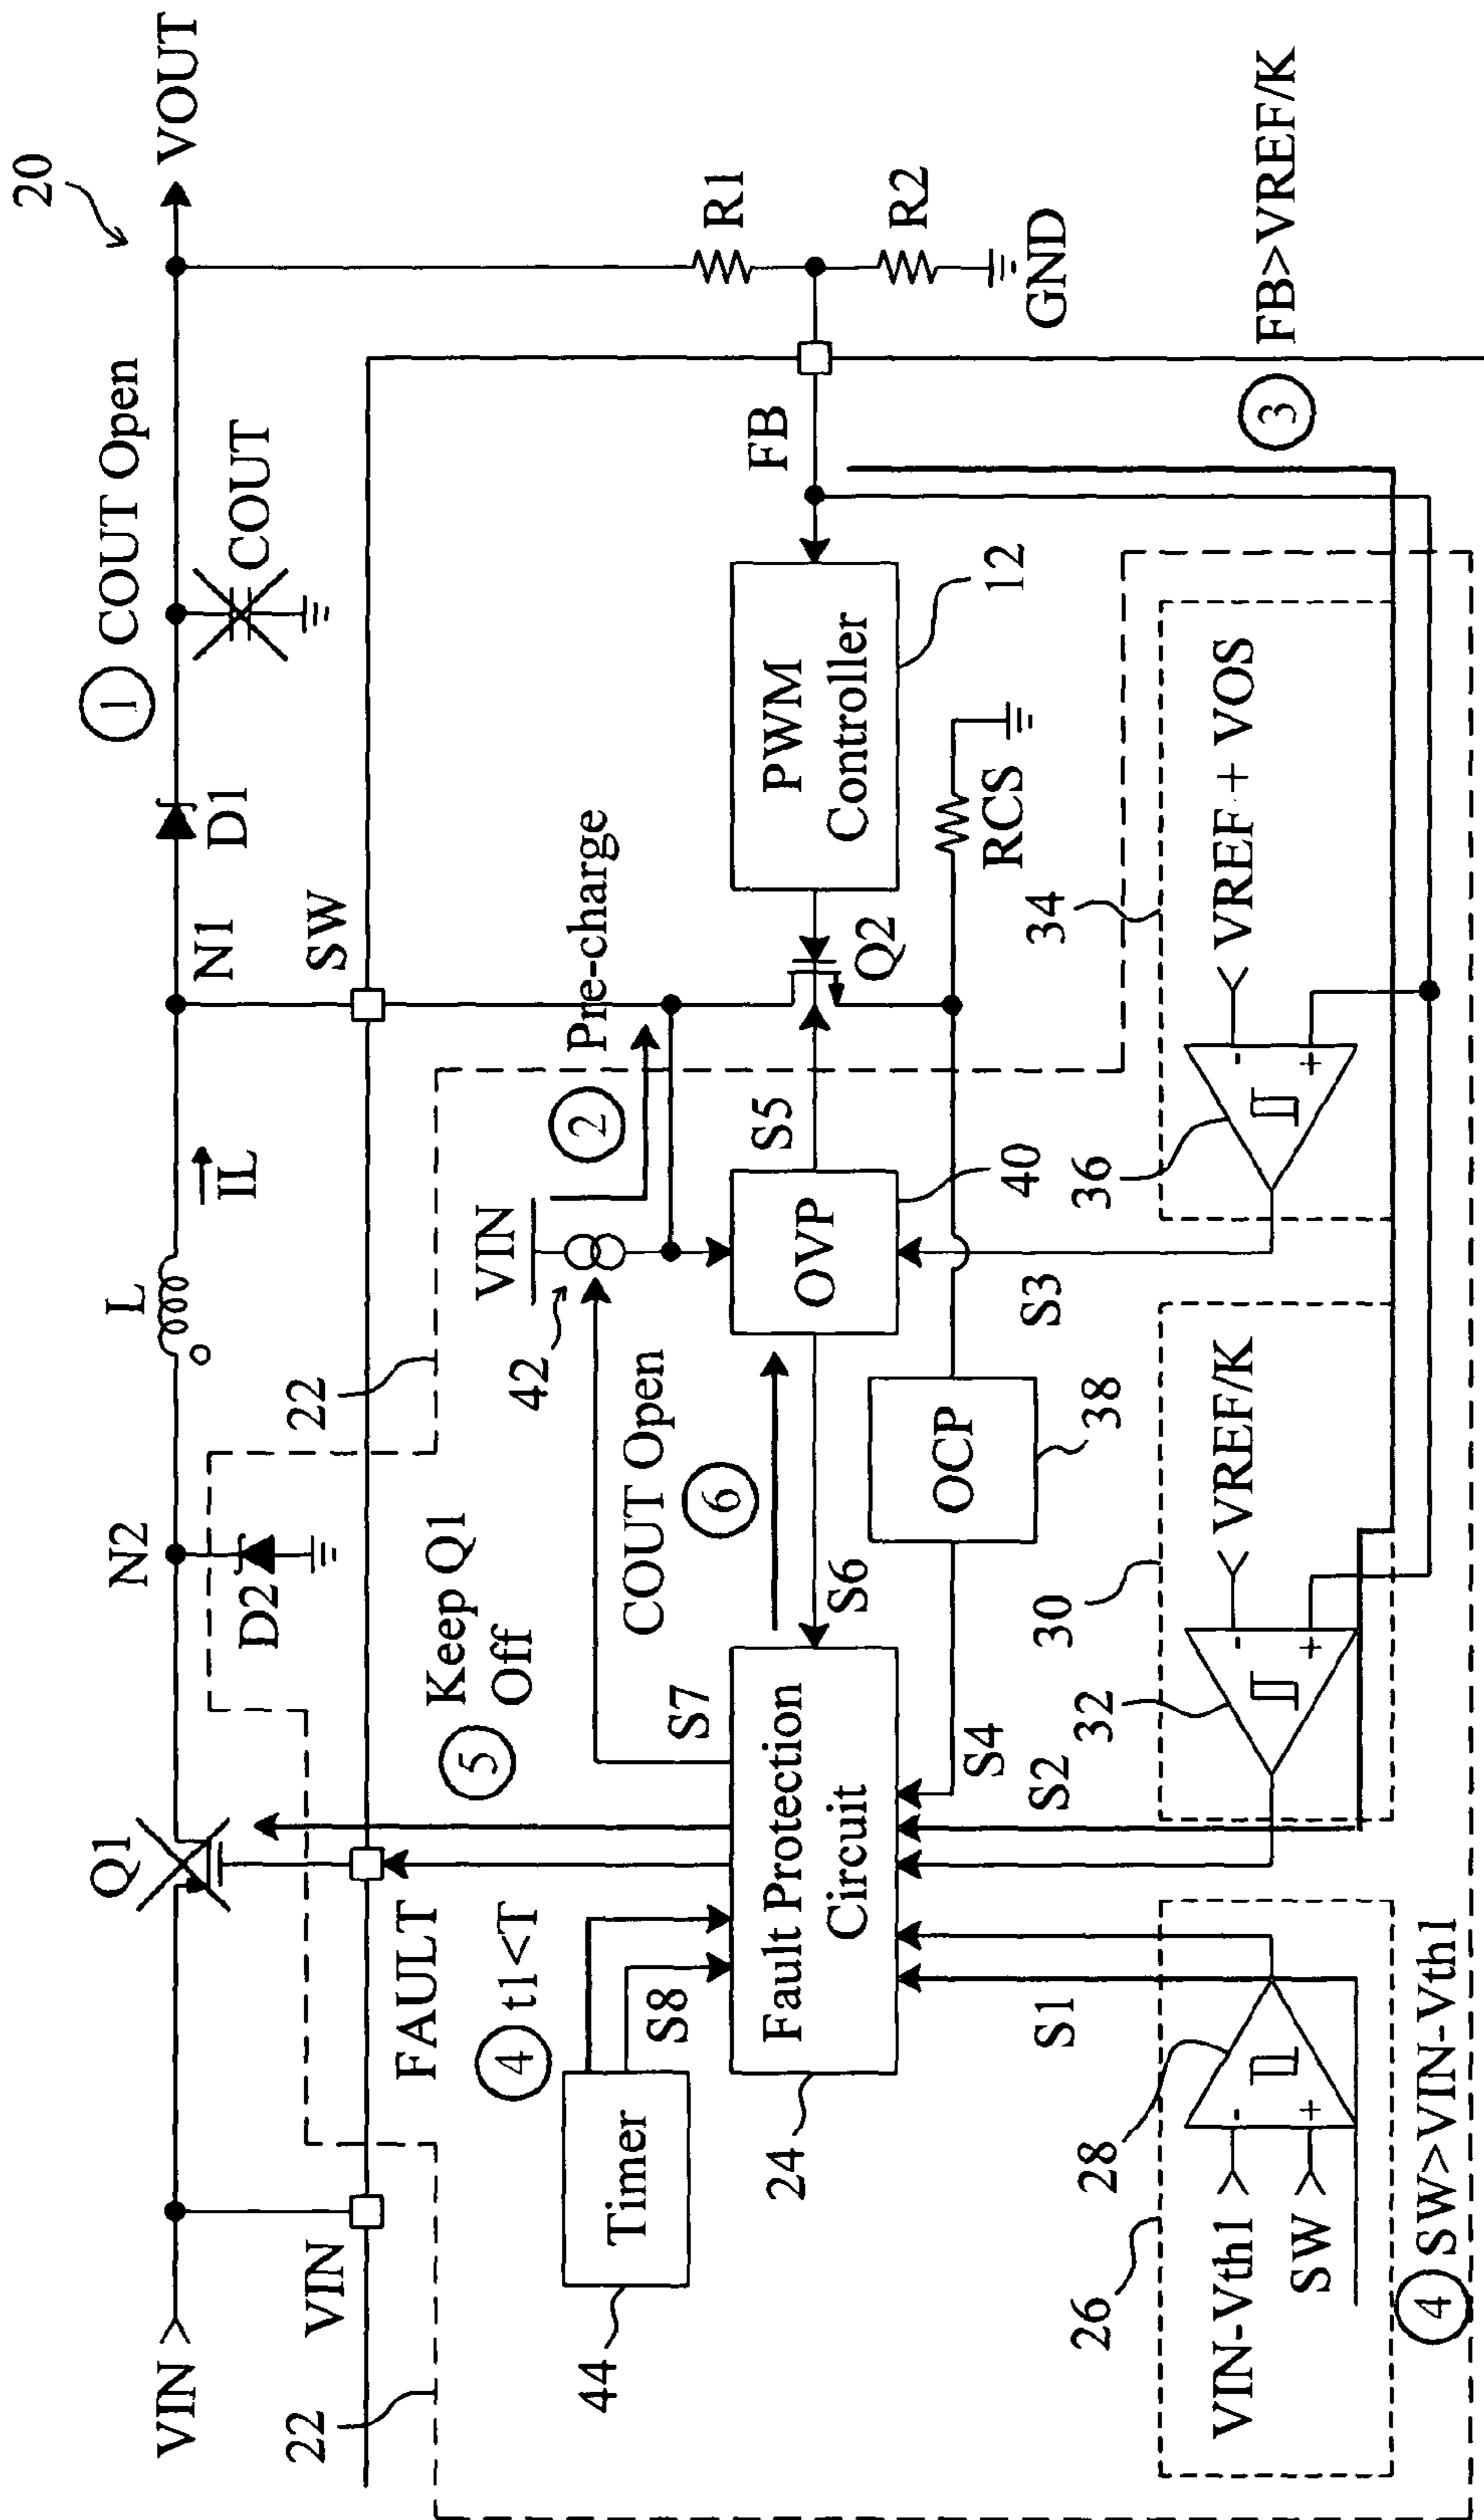 20
1 COUT Open
VIN
Q1
N2
L
IL
N1
D1
COUT
VOUT
D2
22
SW
VIN
FAULT
22
5 Keep Q1
Off
4 t1<T
S7
COUT Open
42
VIN
2
Pre-charge
FB
R1
R2
GND
44
Timer
S8
Fault Protection
Circuit
24
6
S6
OVP
40
S5
Q2
PWM
Controller
12
OCP
38
S4
RCS
S1
S2
S3
26
28
VIN-Vth1
SW
-
+
30
32
VREF/K
-
+
34
36
VREF + VOS
-
+
3 FB>VREF/K
4 SW>VIN-Vth1